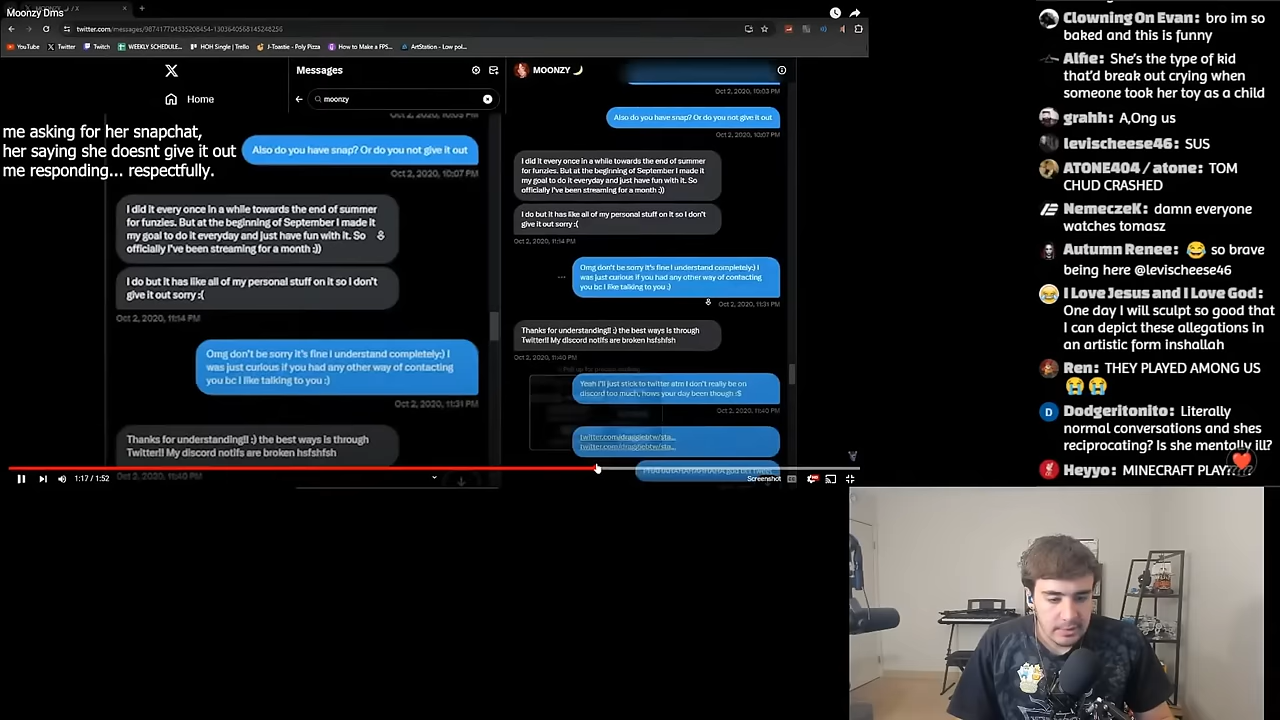 Moonzy Dms
twitter.com/messages/987417704335208454-1303640568145248256
YouTube
Twitter
Twitch
WEEKLY SCHEDULE...
HOH Single | Trello
J-Toastie - Poly Pizza
How to Make a FPS...
ArtStation - Low pol...
Home
Messages
moonzy
me asking for her snapchat,
her saying she doesnt give it out
me responding... respectfully.
Also do you have snap? Or do you not give it out
Oct 2, 2020, 10:07 PM
I did it every once in a while towards the end of summer
for funzies. But at the beginning of September I made it
my goal to do it everyday and just have fun with it. So
officially I've been streaming for a month :))
I do but it has like all of my personal stuff on it so I don't
give it out sorry :(
Oct 2, 2020, 11:14 PM
Omg don't be sorry it's fine I understand completely:) I
was just curious if you had any other way of contacting
you bc I like talking to you :)
Oct 2, 2020, 11:31 PM
Thanks for understanding!! :) the best ways is through
Twitter!! My discord notifs are broken hsfshfsh
Oct 2, 2020, 11:40 PM
MOONZY 🌙
Oct 2, 2020, 10:03 PM
Also do you have snap? Or do you not give it out
Oct 2, 2020, 10:07 PM
I did it every once in a while towards the end of summer
for funzies. But at the beginning of September I made it
my goal to do it everyday and just have fun with it. So
officially I've been streaming for a month :))
I do but it has like all of my personal stuff on it so I don't
give it out sorry :(
Oct 2, 2020, 11:14 PM
Omg don't be sorry it's fine I understand completely:) I
was just curious if you had any other way of contacting
you bc I like talking to you :)
Oct 2, 2020, 11:31 PM
Thanks for understanding!! :) the best ways is through
Twitter!! My discord notifs are broken hsfshfsh
Oct 2, 2020, 11:40 PM
Yeah I'll just stick to twitter atm I don't really be on
discord too much, hows your day been though :$
Oct 2, 2020, 11:40 PM
twitter.com/draggiebtw/sta...
twitter.com/draggiebtw/sta...
1:17 / 1:52
Screenshot
Clowning On Evan: bro im so
baked and this is funny
Alfie: She's the type of kid
that'd break out crying when
someone took her toy as a child
grahh: A,Ong us
levischeese46: SUS
ATONE404 / atone: TOM
CHUD CRASHED
NemeczeK: damn everyone
watches tomasz
Autumn Renee: 😂 so brave
being here @levischeese46
I Love Jesus and I Love God:
One day I will sculpt so good that
I can depict these allegations in
an artistic form inshallah
Ren: THEY PLAYED AMONG US
😭😭
D Dodgeritonito: Literally
normal conversations and shes
reciprocating? Is she mentally ill?
Heyyo: MINECRAFT